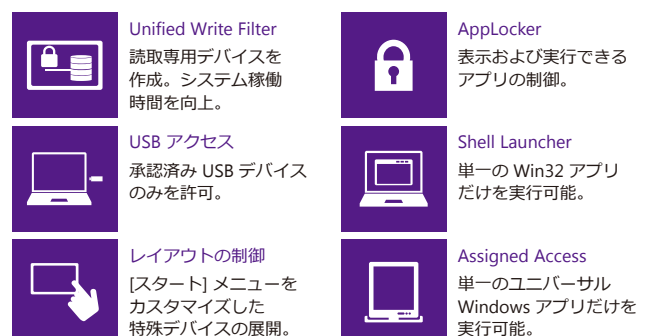 Unified Write Filter
読取専用デバイスを
作成。システム稼働
時間を向上。
AppLocker
表示および実行できる
アプリの制御。
USB アクセス
承認済み USB デバイス
のみを許可。
Shell Launcher
単一の Win32 アプリ
だけを実行可能。
レイアウトの制御
[スタート] メニューを
カスタマイズした
特殊デバイスの展開。
Assigned Access
単一のユニバーサル
Windows アプリだけを
実行可能。